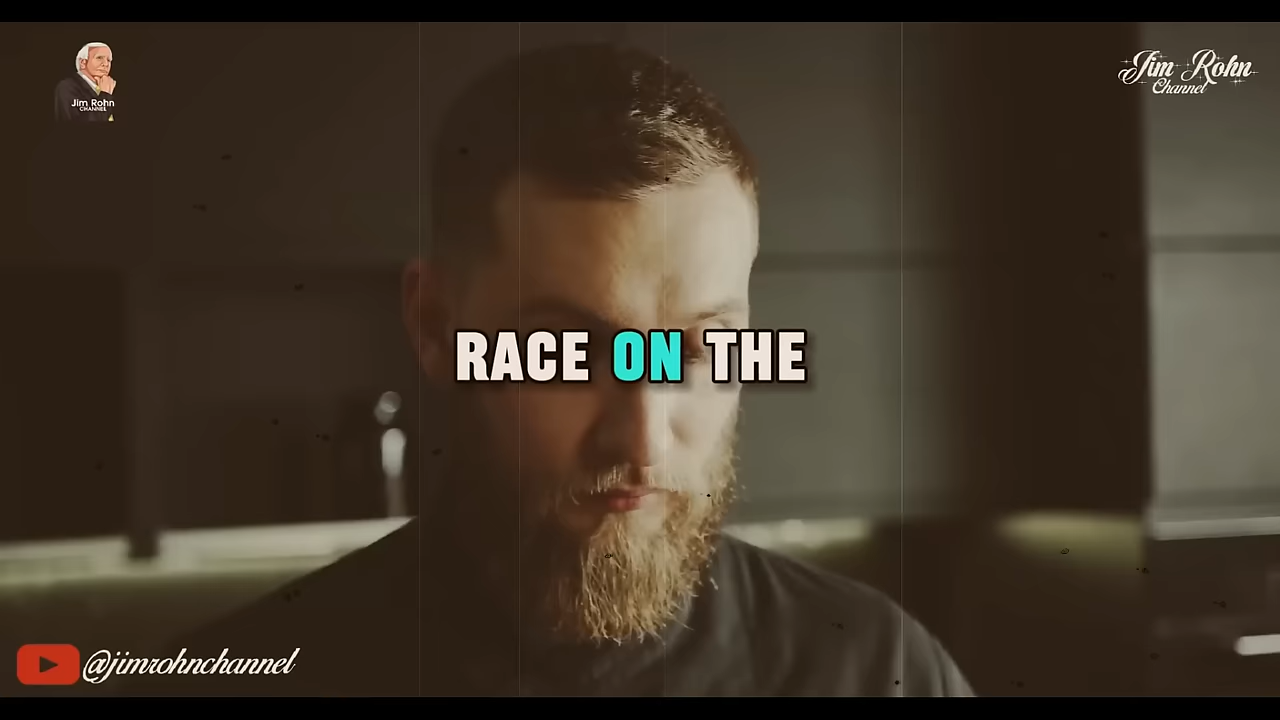 Jim Rohn
CHANNEL
Jim Rohn
Channel
RACE ON THE
@jimrohnchannel